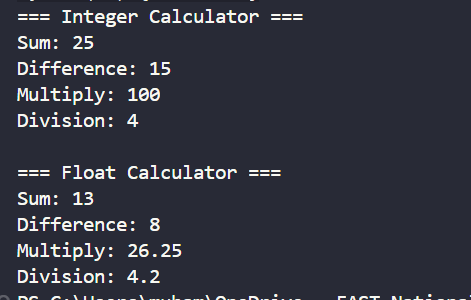 === Integer Calculator ===
Sum: 25
Difference: 15
Multiply: 100
Division: 4
=== Float Calculator ===
Sum: 13
Difference: 8
Multiply: 26.25
Division: 4.2